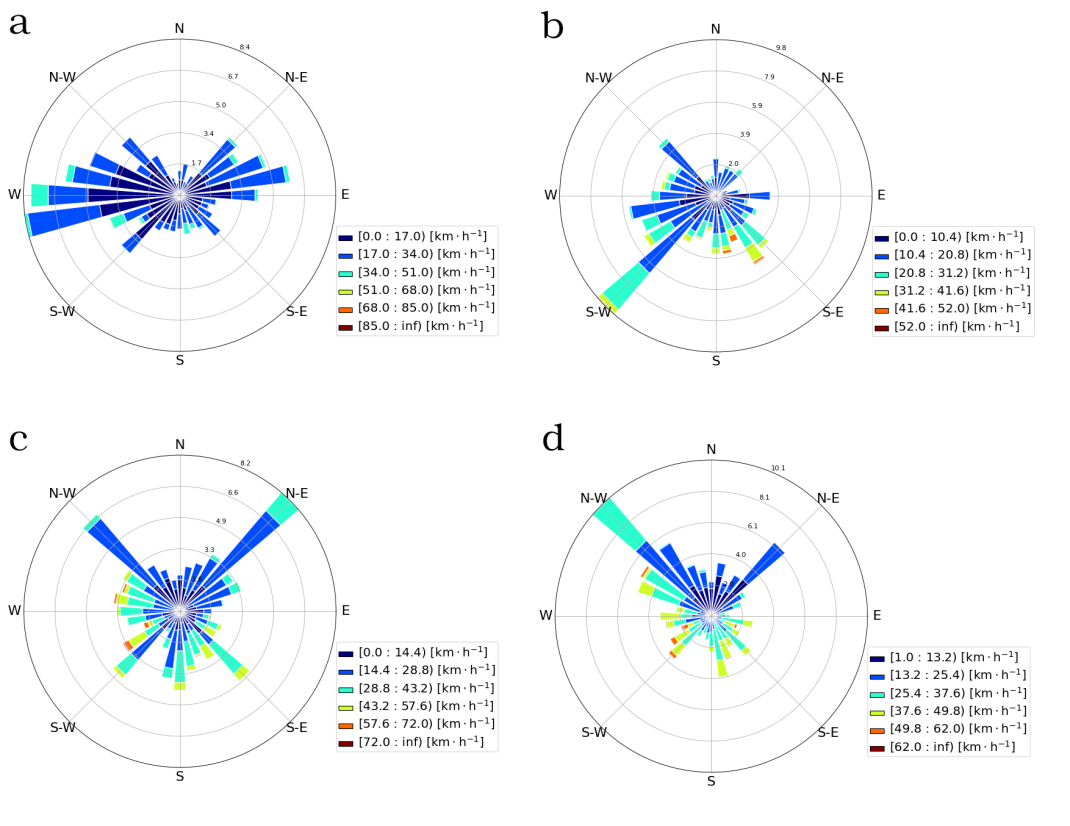 a
N
N-E
E
S-E
S
S-W
W
N-W
8.4
6.7
5.0
3.4
1.7
[0.0 : 17.0) [km·h⁻¹]
[17.0 : 34.0) [km·h⁻¹]
[34.0 : 51.0) [km·h⁻¹]
[51.0 : 68.0) [km·h⁻¹]
[68.0 : 85.0) [km·h⁻¹]
[85.0 : inf) [km·h⁻¹]
b
N
N-E
E
S-E
S
S-W
W
N-W
9.8
7.9
5.9
3.9
2.0
[0.0 : 10.4) [km·h⁻¹]
[10.4 : 20.8) [km·h⁻¹]
[20.8 : 31.2) [km·h⁻¹]
[31.2 : 41.6) [km·h⁻¹]
[41.6 : 52.0) [km·h⁻¹]
[52.0 : inf) [km·h⁻¹]
c
N
N-E
E
S-E
S
S-W
W
N-W
8.2
6.6
4.9
3.3
[0.0 : 14.4) [km·h⁻¹]
[14.4 : 28.8) [km·h⁻¹]
[28.8 : 43.2) [km·h⁻¹]
[43.2 : 57.6) [km·h⁻¹]
[57.6 : 72.0) [km·h⁻¹]
[72.0 : inf) [km·h⁻¹]
d
N
N-E
E
S-E
S
S-W
W
N-W
10.1
8.1
6.1
4.0
[1.0 : 13.2) [km·h⁻¹]
[13.2 : 25.4) [km·h⁻¹]
[25.4 : 37.6) [km·h⁻¹]
[37.6 : 49.8) [km·h⁻¹]
[49.8 : 62.0) [km·h⁻¹]
[62.0 : inf) [km·h⁻¹]